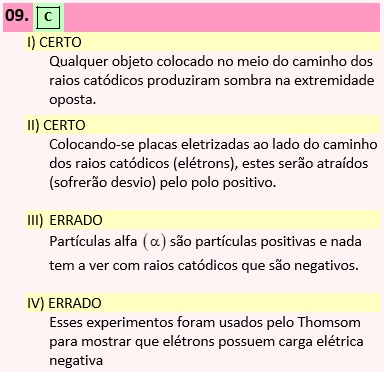 09. C
I) CERTO
Qualquer objeto colocado no meio do caminho dos
raios catódicos produziram sombra na extremidade
oposta.
II) CERTO
Colocando-se placas eletrizadas ao lado do caminho
dos raios catódicos (elétrons), estes serão atraídos
(sofrerão desvio) pelo polo positivo.
III) ERRADO
Partículas alfa (α) são partículas positivas e nada
tem a ver com raios catódicos que são negativos.
IV) ERRADO
Esses experimentos foram usados pelo Thomsom
para mostrar que elétrons possuem carga elétrica
negativa